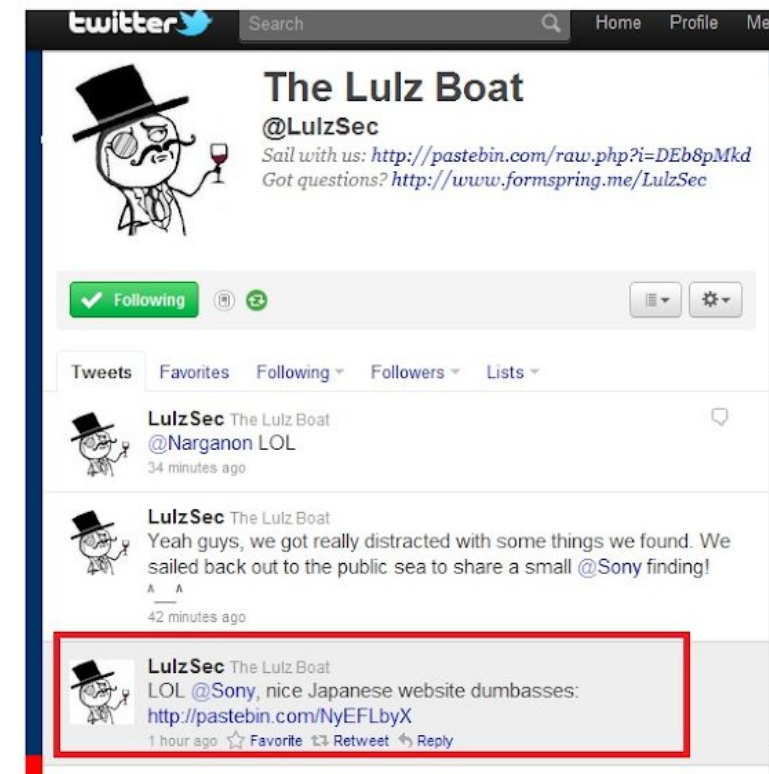 twitter
Search
Home Profile Me
The Lulz Boat
@LulzSec
Sail with us: http://pastebin.com/raw.php?i=DEb8pMkd
Got questions? http://www.formspring.me/LulzSec
Following
Tweets Favorites Following Followers Lists
LulzSec The Lulz Boat
@Narganon LOL
34 minutes ago
LulzSec The Lulz Boat
Yeah guys, we got really distracted with some things we found. We
sailed back out to the public sea to share a small @Sony finding!
^__^
42 minutes ago
LulzSec The Lulz Boat
LOL @Sony, nice Japanese website dumbasses:
http://pastebin.com/NyEFLbyX
1 hour ago Favorite Retweet Reply